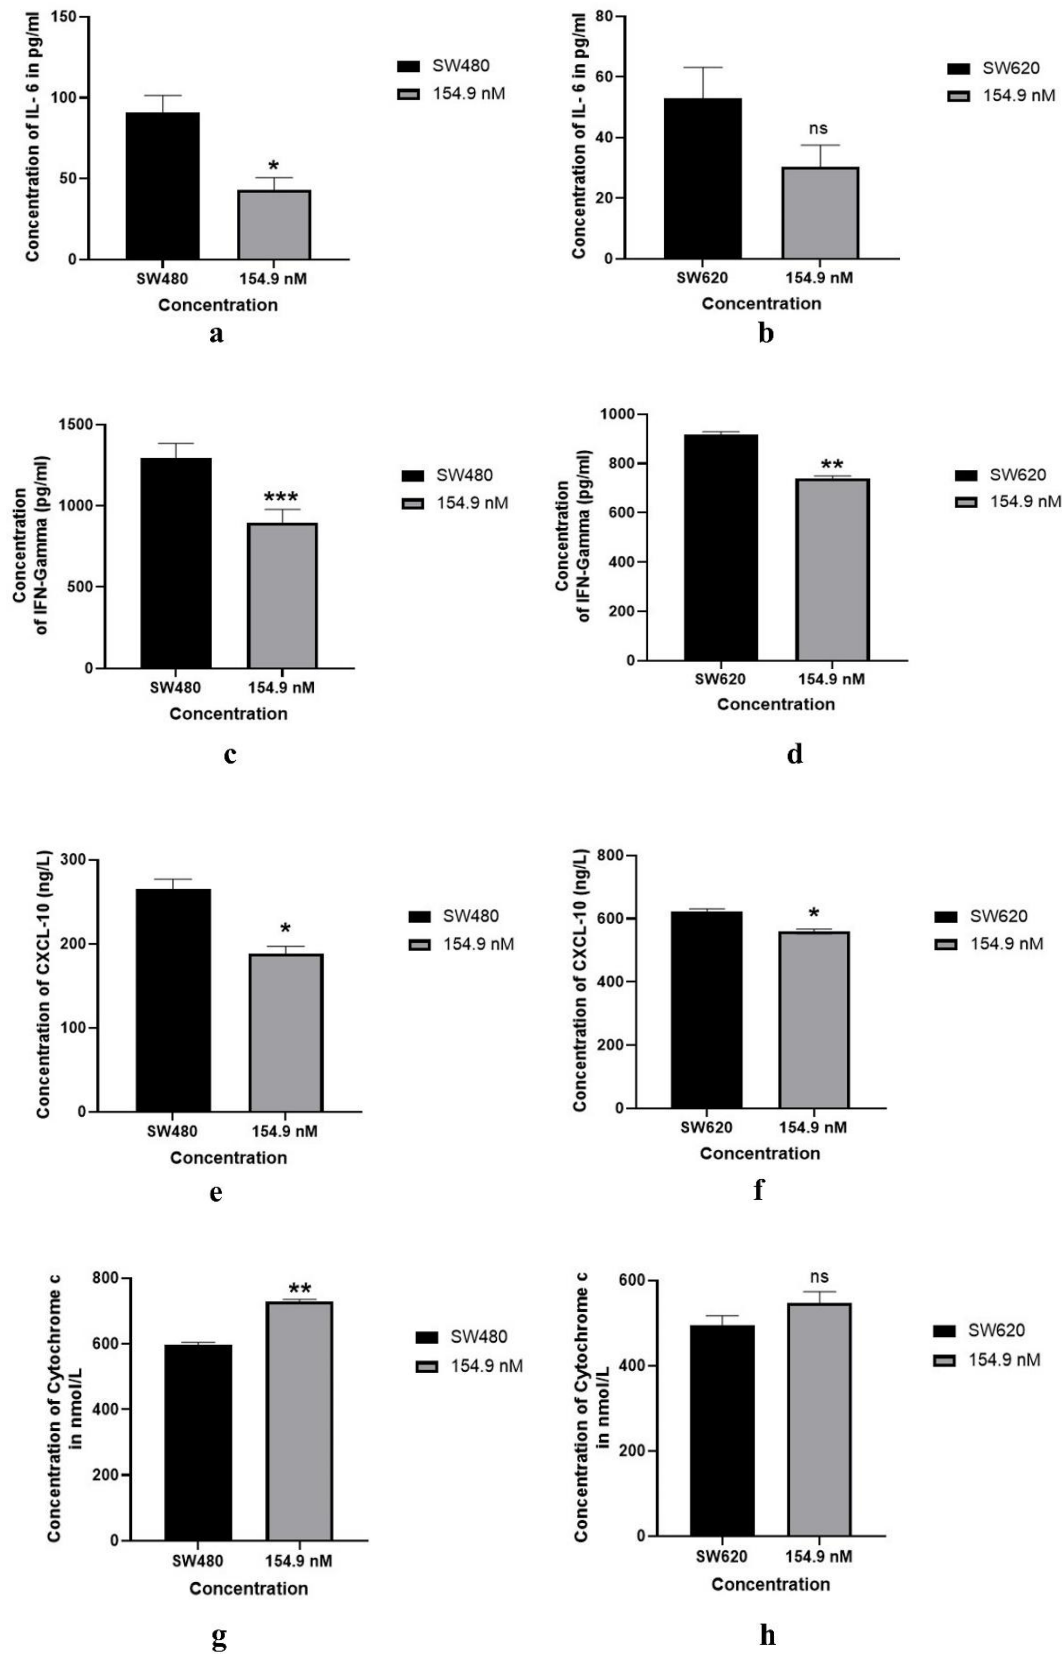 Concentration of IL- 6 in pg/ml
150
100
50
0
*
SW480
154.9 nM
Concentration
SW480
154.9 nM
a
Concentration of IL- 6 in pg/ml
80
60
40
20
0
ns
SW620
154.9 nM
Concentration
SW620
154.9 nM
b
Concentration
of IFN-Gamma (pg/ml)
1500
1000
500
0
***
SW480
154.9 nM
Concentration
SW480
154.9 nM
c
Concentration
of IFN-Gamma (pg/ml)
1000
800
600
400
200
0
**
SW620
154.9 nM
Concentration
SW620
154.9 nM
d
Concentration of CXCL-10 (ng/L)
300
200
100
0
*
SW480
154.9 nM
Concentration
SW480
154.9 nM
e
Concentration of CXCL-10 (ng/L)
800
600
400
200
0
*
SW620
154.9 nM
Concentration
SW620
154.9 nM
f
Concentration of Cytochrome c
in nmol/L
800
600
400
200
0
**
SW480
154.9 nM
Concentration
SW480
154.9 nM
g
Concentration of Cytochrome c
in nmol/L
600
400
200
0
ns
SW620
154.9 nM
Concentration
SW620
154.9 nM
h